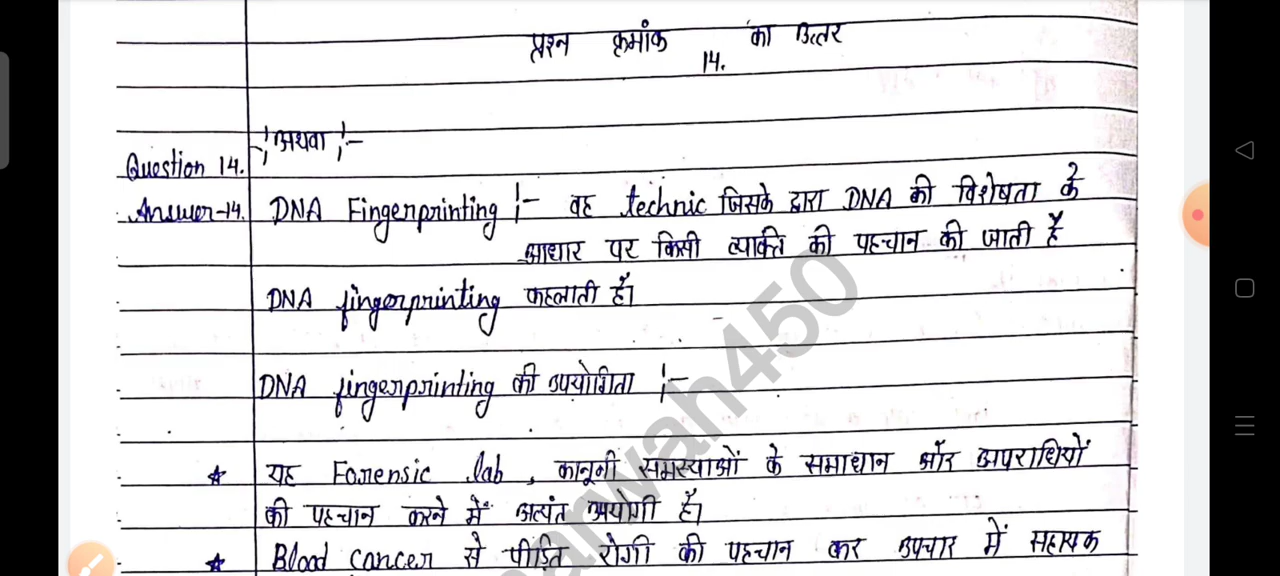 प्रश्न क्रमांक 14. का उत्तर
अथवा :-
Question 14.
Answer-14. DNA Fingerprinting :- वह technic जिसके द्वारा DNA की विशेषता के
आधार पर किसी व्यक्ति की पहचान की जाती है
DNA fingerprinting कहलाती है।
DNA fingerprinting की उपयोगिता :-
* यह Forensic lab, कानूनी समस्याओं के समाधान और अपराधियों
की पहचान करने में अत्यंत उपयोगी है।
* Blood cancer से पीड़ित रोगी की पहचान कर उपचार में सहायक
arwah450